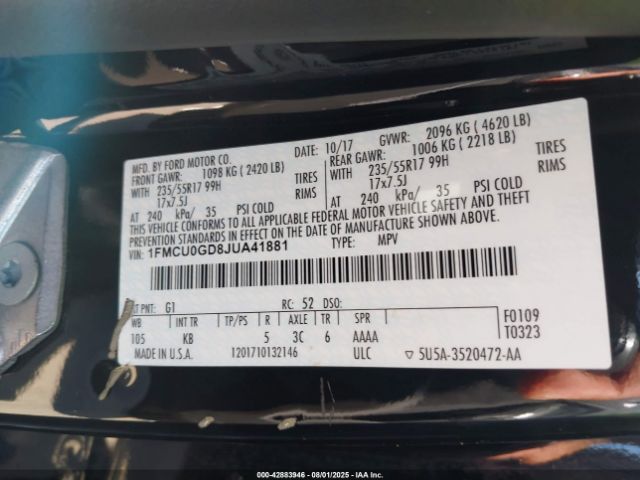 MFD. BY FORD MOTOR CO.
DATE: 10/17 GVWR: 2096 KG ( 4620 LB)
FRONT GAWR: 1098 KG ( 2420 LB) REAR GAWR: 1006 KG ( 2218 LB)
WITH 235/55R17 99H TIRES WITH 235/55R17 99H TIRES
17x7.5J RIMS 17x7.5J RIMS
AT 240 kPa/ 35 PSI COLD AT 240 kPa/ 35 PSI COLD
THIS VEHICLE CONFORMS TO ALL APPLICABLE FEDERAL MOTOR VEHICLE SAFETY AND THEFT
PREVENTION STANDARDS IN EFFECT ON THE DATE OF MANUFACTURE SHOWN ABOVE.
VIN: 1FMCU0GD8JUA41881 TYPE: MPV
PNT: G1 RC: 52 DSO:
WB INT TR TP/PS R AXLE TR SPR F0109
105 KB 5 3C 6 AAAA T0323
MADE IN U.S.A. 1201710132146 ULC 5U5A-3520472-AA
000-42883946 - 08/01/2025 - IAA Inc.